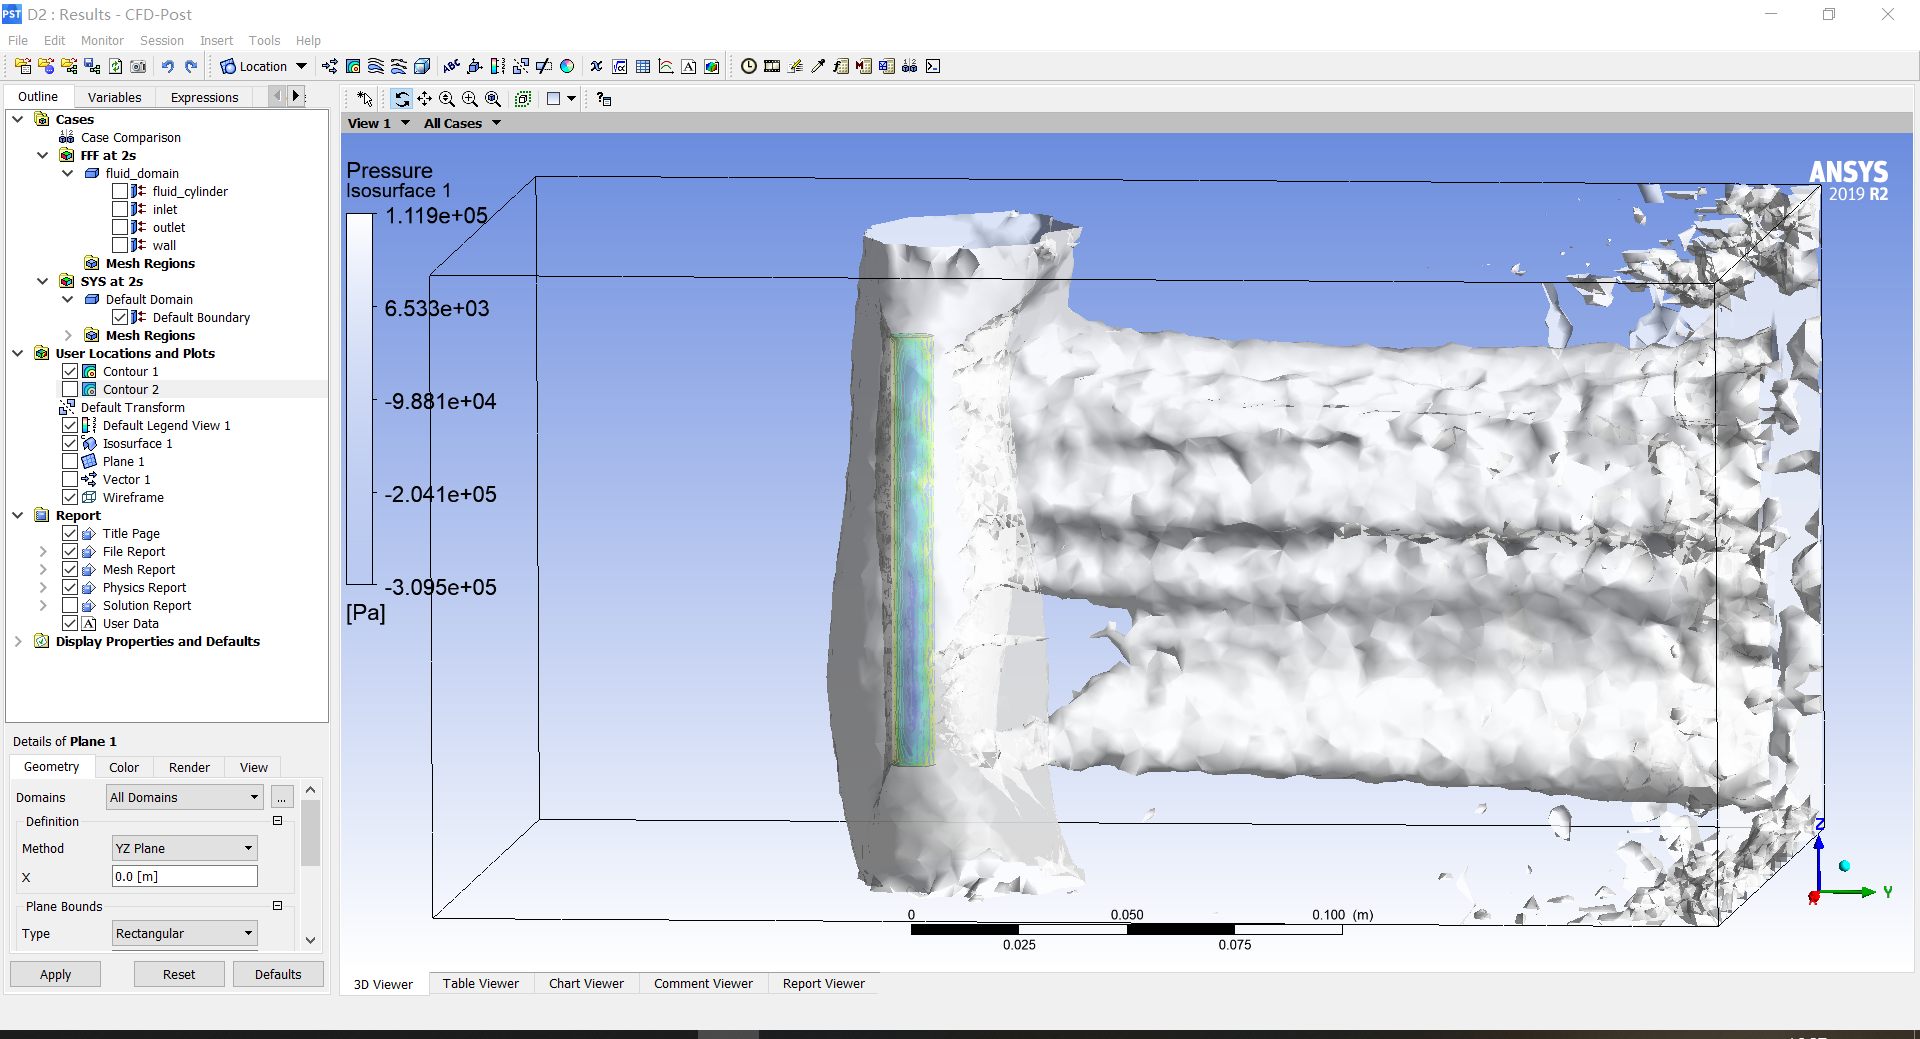 D2 : Results - CFD-Post
File Edit Monitor Session Insert Tools Help
Location
Outline Variables Expressions
Cases
Case Comparison
FFF at 2s
fluid_domain
fluid_cylinder
inlet
outlet
wall
Mesh Regions
SYS at 2s
Default Domain
Default Boundary
Mesh Regions
User Locations and Plots
Contour 1
Contour 2
Default Transform
Default Legend View 1
Isosurface 1
Plane 1
Vector 1
Wireframe
Report
Title Page
File Report
Mesh Report
Physics Report
Solution Report
User Data
Display Properties and Defaults
Details of Plane 1
Geometry Color Render View
Domains All Domains ...
Definition
Method YZ Plane
X 0.0 [m]
Plane Bounds
Type Rectangular
Apply Reset Defaults
View 1 All Cases
Pressure
Isosurface 1
1.119e+05
6.533e+03
-9.881e+04
-2.041e+05
-3.095e+05
[Pa]
ANSYS
2019 R2
Z
Y
X
0 0.050 0.100 (m)
0.025 0.075
3D Viewer Table Viewer Chart Viewer Comment Viewer Report Viewer